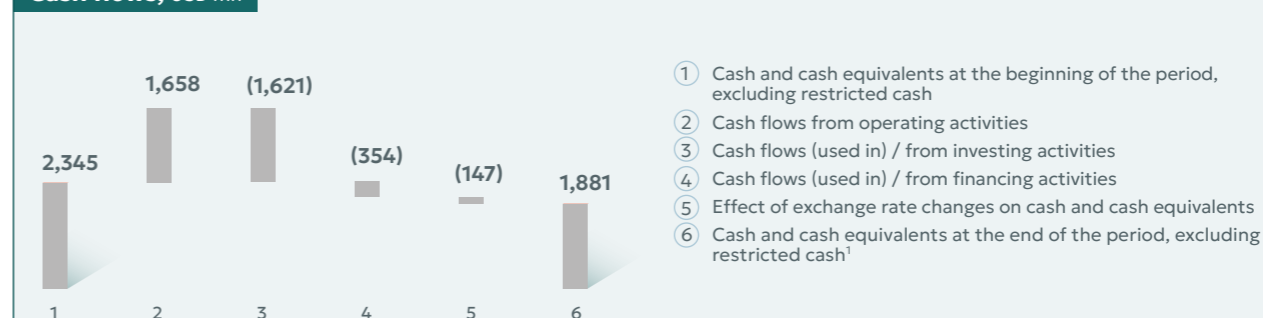 1,658 (1,621)
2,345
(354)
(147)
1,881
1 2 3 4 5 6
1 Cash and cash equivalents at the beginning of the period,
excluding restricted cash
2 Cash flows from operating activities
3 Cash flows (used in) / from investing activities
4 Cash flows (used in) / from financing activities
5 Effect of exchange rate changes on cash and cash equivalents
6 Cash and cash equivalents at the end of the period, excluding
restricted cash¹